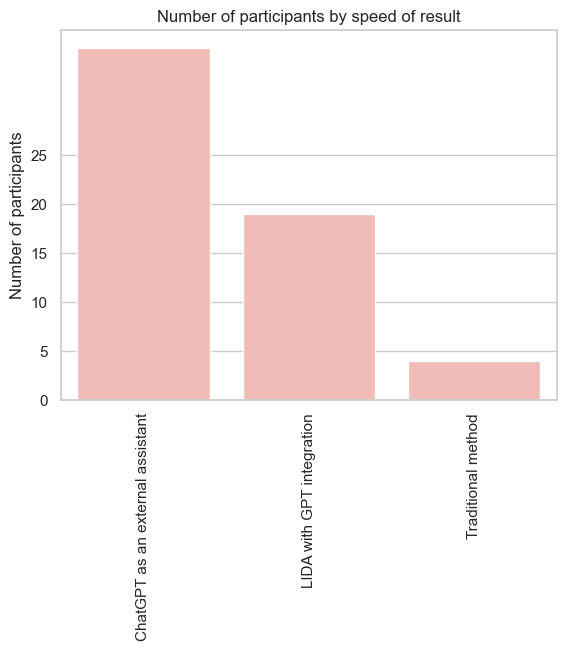 Number of participants by speed of result
Number of participants
25
20
15
10
5
0
ChatGPT as an external assistant
LIDA with GPT integration
Traditional method